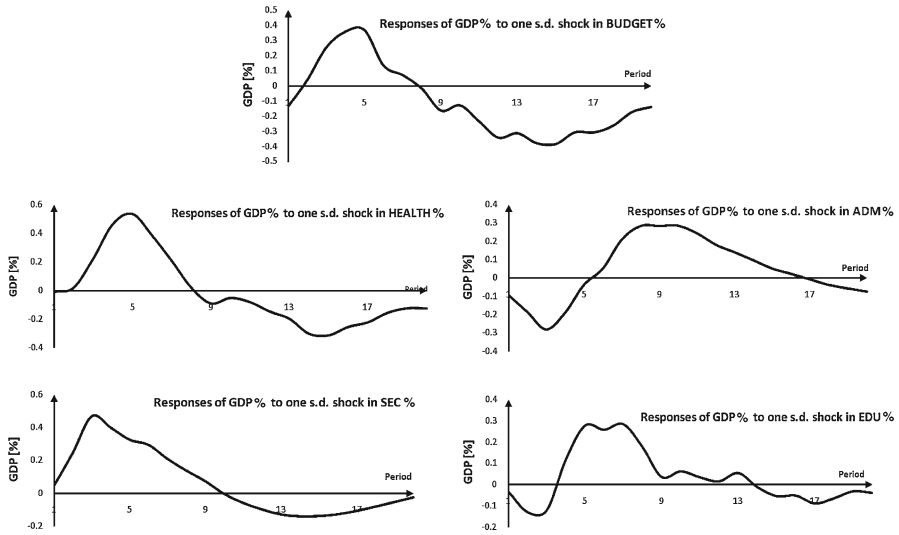 Responses of GDP% to one s.d. shock in BUDGET%
GDP [%]
0.5
0.4
0.3
0.2
0.1
0
-0.1
-0.2
-0.3
-0.4
-0.5
1 5 9 13 17
Period
Responses of GDP% to one s.d. shock in HEALTH%
GDP [%]
0.6
0.4
0.2
0
-0.2
-0.4
1 5 9 13 17
Period
Responses of GDP% to one s.d. shock in ADM%
GDP [%]
0.4
0.3
0.2
0.1
0
-0.1
-0.2
-0.3
-0.4
1 5 9 13 17
Period
Responses of GDP% to one s.d. shock in SEC%
GDP [%]
0.6
0.4
0.2
0
-0.2
1 5 9 13 17
Period
Responses of GDP% to one s.d. shock in EDU%
GDP [%]
0.4
0.3
0.2
0.1
0
-0.1
-0.2
1 5 9 13 17
Period